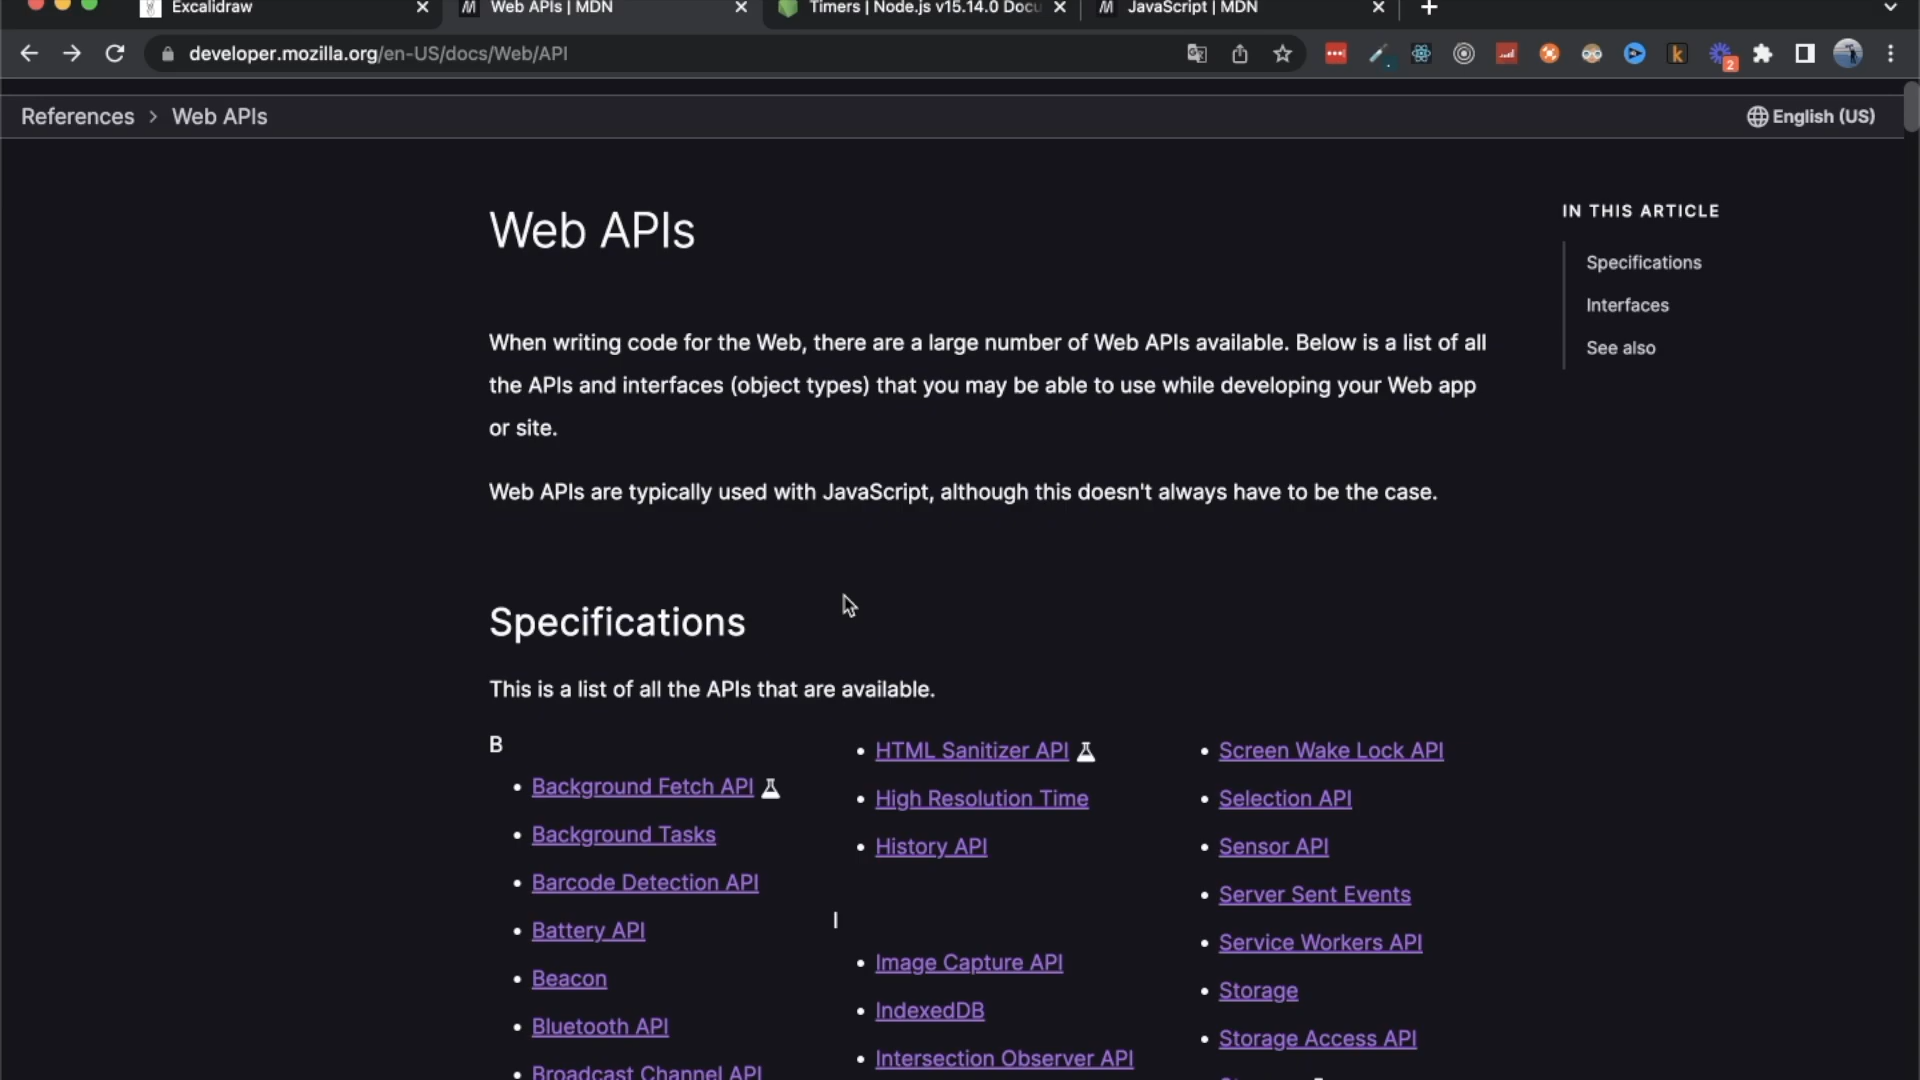 Excalidraw
Web APIs | MDN
Timers | Node.js v15.14.0 Docu
JavaScript | MDN
developer.mozilla.org/en-US/docs/Web/API
2
References > Web APIs
English (US)
Web APIs
When writing code for the Web, there are a large number of Web APIs available. Below is a list of all
the APIs and interfaces (object types) that you may be able to use while developing your Web app
or site.
Web APIs are typically used with JavaScript, although this doesn't always have to be the case.
IN THIS ARTICLE
Specifications
Interfaces
See also
Specifications
This is a list of all the APIs that are available.
B
Background Fetch API
Background Tasks
Barcode Detection API
Battery API
Beacon
Bluetooth API
Broadcast Channel API
HTML Sanitizer API
High Resolution Time
History API
I
Image Capture API
IndexedDB
Intersection Observer API
Screen Wake Lock API
Selection API
Sensor API
Server Sent Events
Service Workers API
Storage
Storage Access API